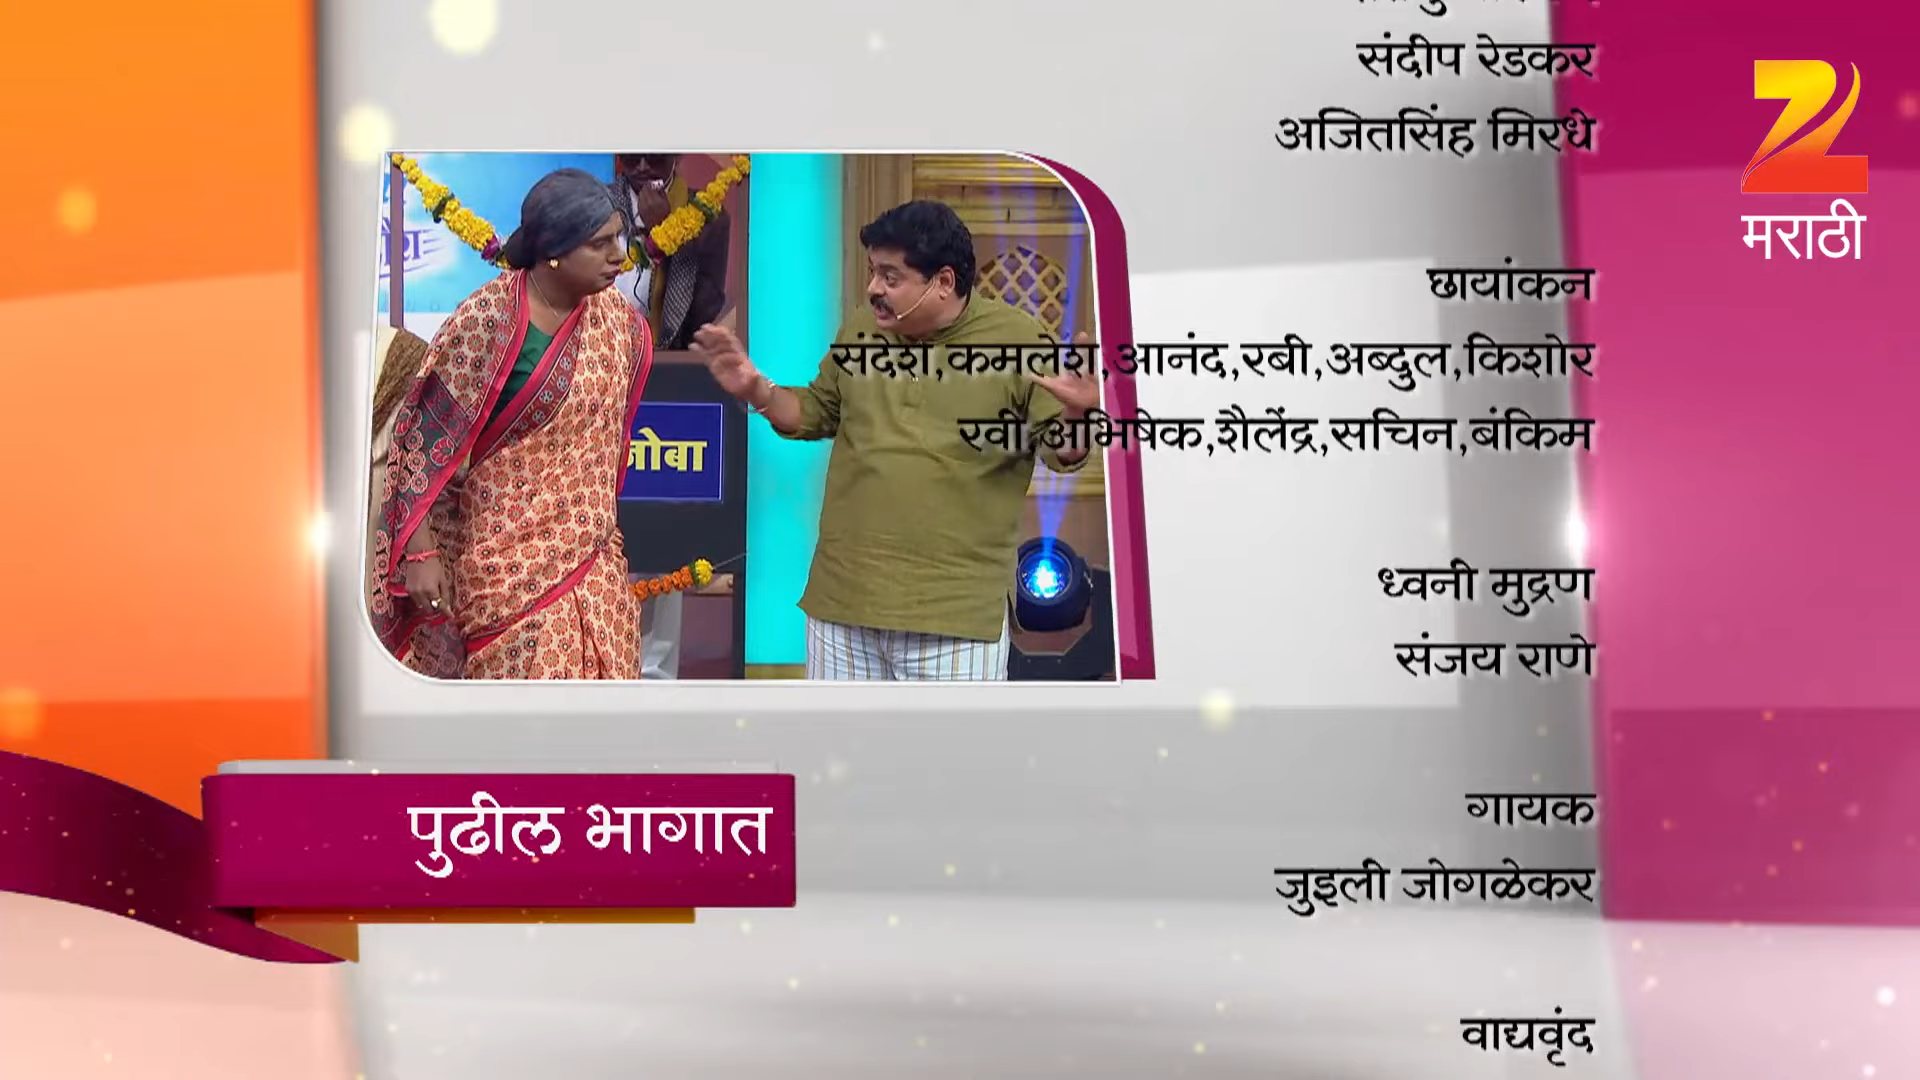 संदीप रेडकर
अजितसिंह मिरधे
मराठी
छायांकन
संदेश,कमलेश,आनंद,रबी,अब्दुल,किशोर
रवी,अभिषेक,शैलेंद्र,सचिन,बंकिम
ध्वनी मुद्रण
संजय राणे
पुढील भागात
गायक
जुइली जोगळेकर
वाद्यवृंद